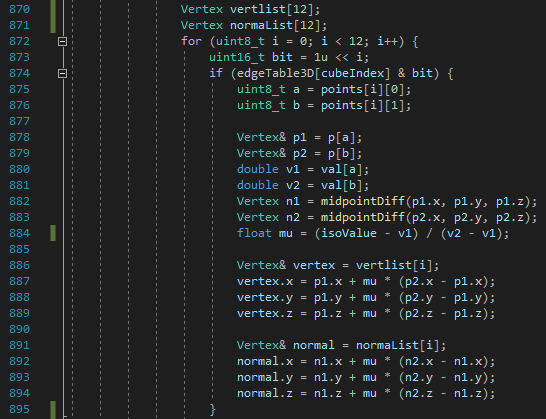 870 Vertex vertlist[12];
871 Vertex normaList[12];
872 for (uint8_t i = 0; i < 12; i++) {
873 uint16_t bit = 1u << i;
874 if (edgeTable3D[cubeIndex] & bit) {
875 uint8_t a = points[i][0];
876 uint8_t b = points[i][1];
877
878 Vertex& p1 = p[a];
879 Vertex& p2 = p[b];
880 double v1 = val[a];
881 double v2 = val[b];
882 Vertex n1 = midpointDiff(p1.x, p1.y, p1.z);
883 Vertex n2 = midpointDiff(p2.x, p2.y, p2.z);
884 float mu = (isoValue - v1) / (v2 - v1);
885
886 Vertex& vertex = vertlist[i];
887 vertex.x = p1.x + mu * (p2.x - p1.x);
888 vertex.y = p1.y + mu * (p2.y - p1.y);
889 vertex.z = p1.z + mu * (p2.z - p1.z);
890
891 Vertex& normal = normaList[i];
892 normal.x = n1.x + mu * (n2.x - n1.x);
893 normal.y = n1.y + mu * (n2.y - n1.y);
894 normal.z = n1.z + mu * (n2.z - n1.z);
895 }